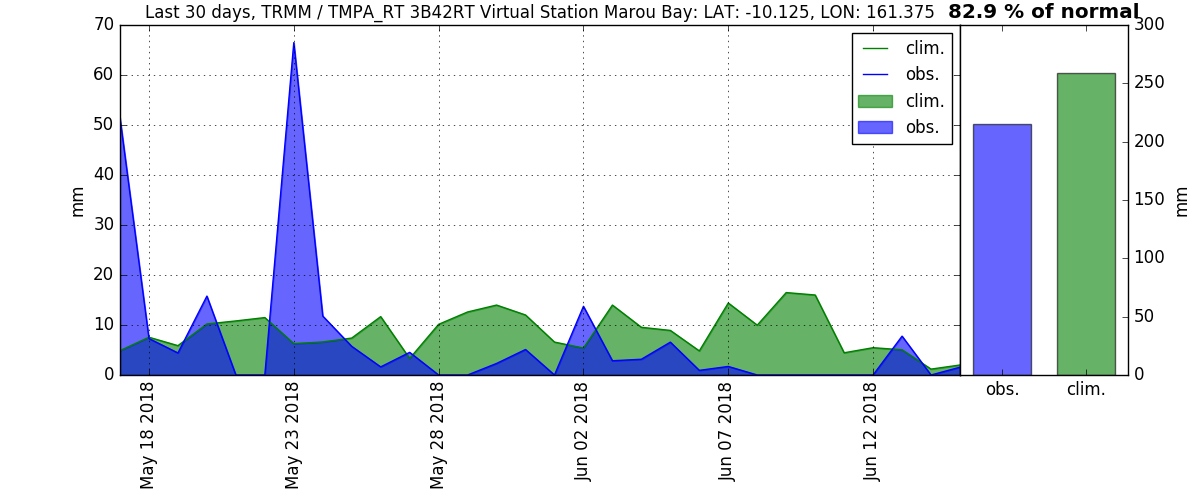 Last 30 days, TRMM / TMPA_RT 3B42RT Virtual Station Marou Bay: LAT: -10.125, LON: 161.375
82.9 % of normal
70
60
50
40
30
20
10
0
mm
clim.
obs.
clim.
obs.
May 18 2018
May 23 2018
May 28 2018
Jun 02 2018
Jun 07 2018
Jun 12 2018
300
250
200
150
100
50
0
mm
obs.
clim.